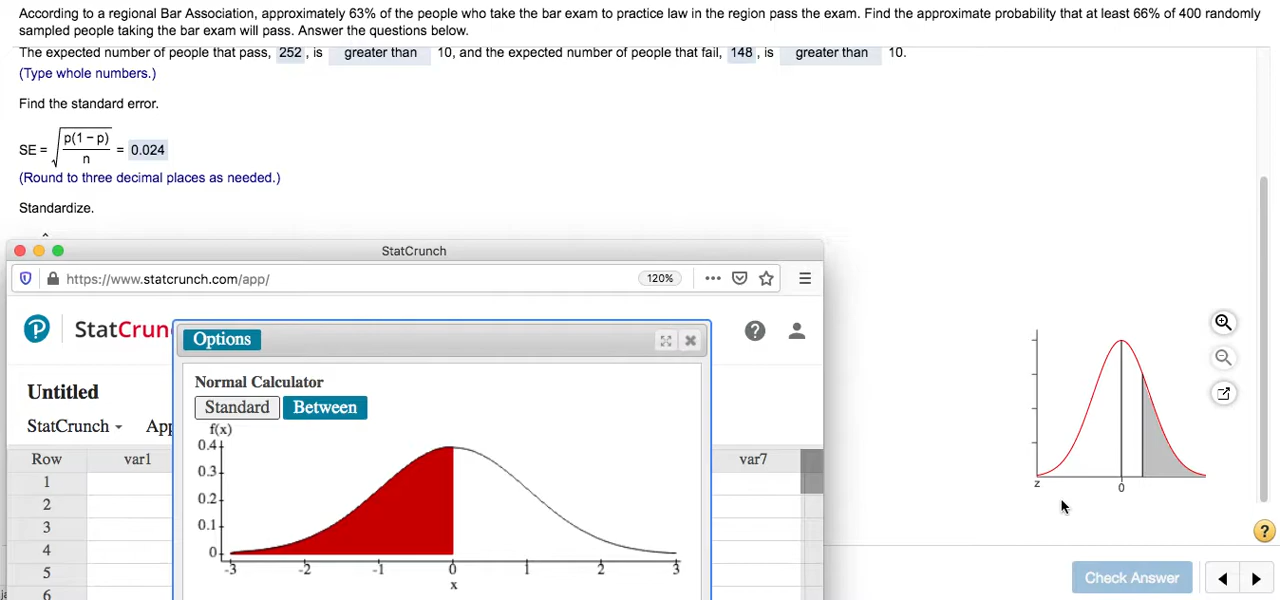 According to a regional Bar Association, approximately 63% of the people who take the bar exam to practice law in the region pass the exam. Find the approximate probability that at least 66% of 400 randomly
sampled people taking the bar exam will pass. Answer the questions below.
The expected number of people that pass, 252, is greater than 10, and the expected number of people that fail, 148, is greater than 10.
(Type whole numbers.)
Find the standard error.
SE = √(p(1 − p)/n) = 0.024
(Round to three decimal places as needed.)
Standardize.
StatCrunch
https://www.statcrunch.com/app/
120%
StatCrun
Options
Untitled
Normal Calculator
Standard Between
StatCrunch App
f(x)
0.4
0.3
0.2
0.1
0
-3 -2 -1 0 1 2 3
x
Row var1 var7
1
2
3
4
5
6
z 0
?
Check Answer